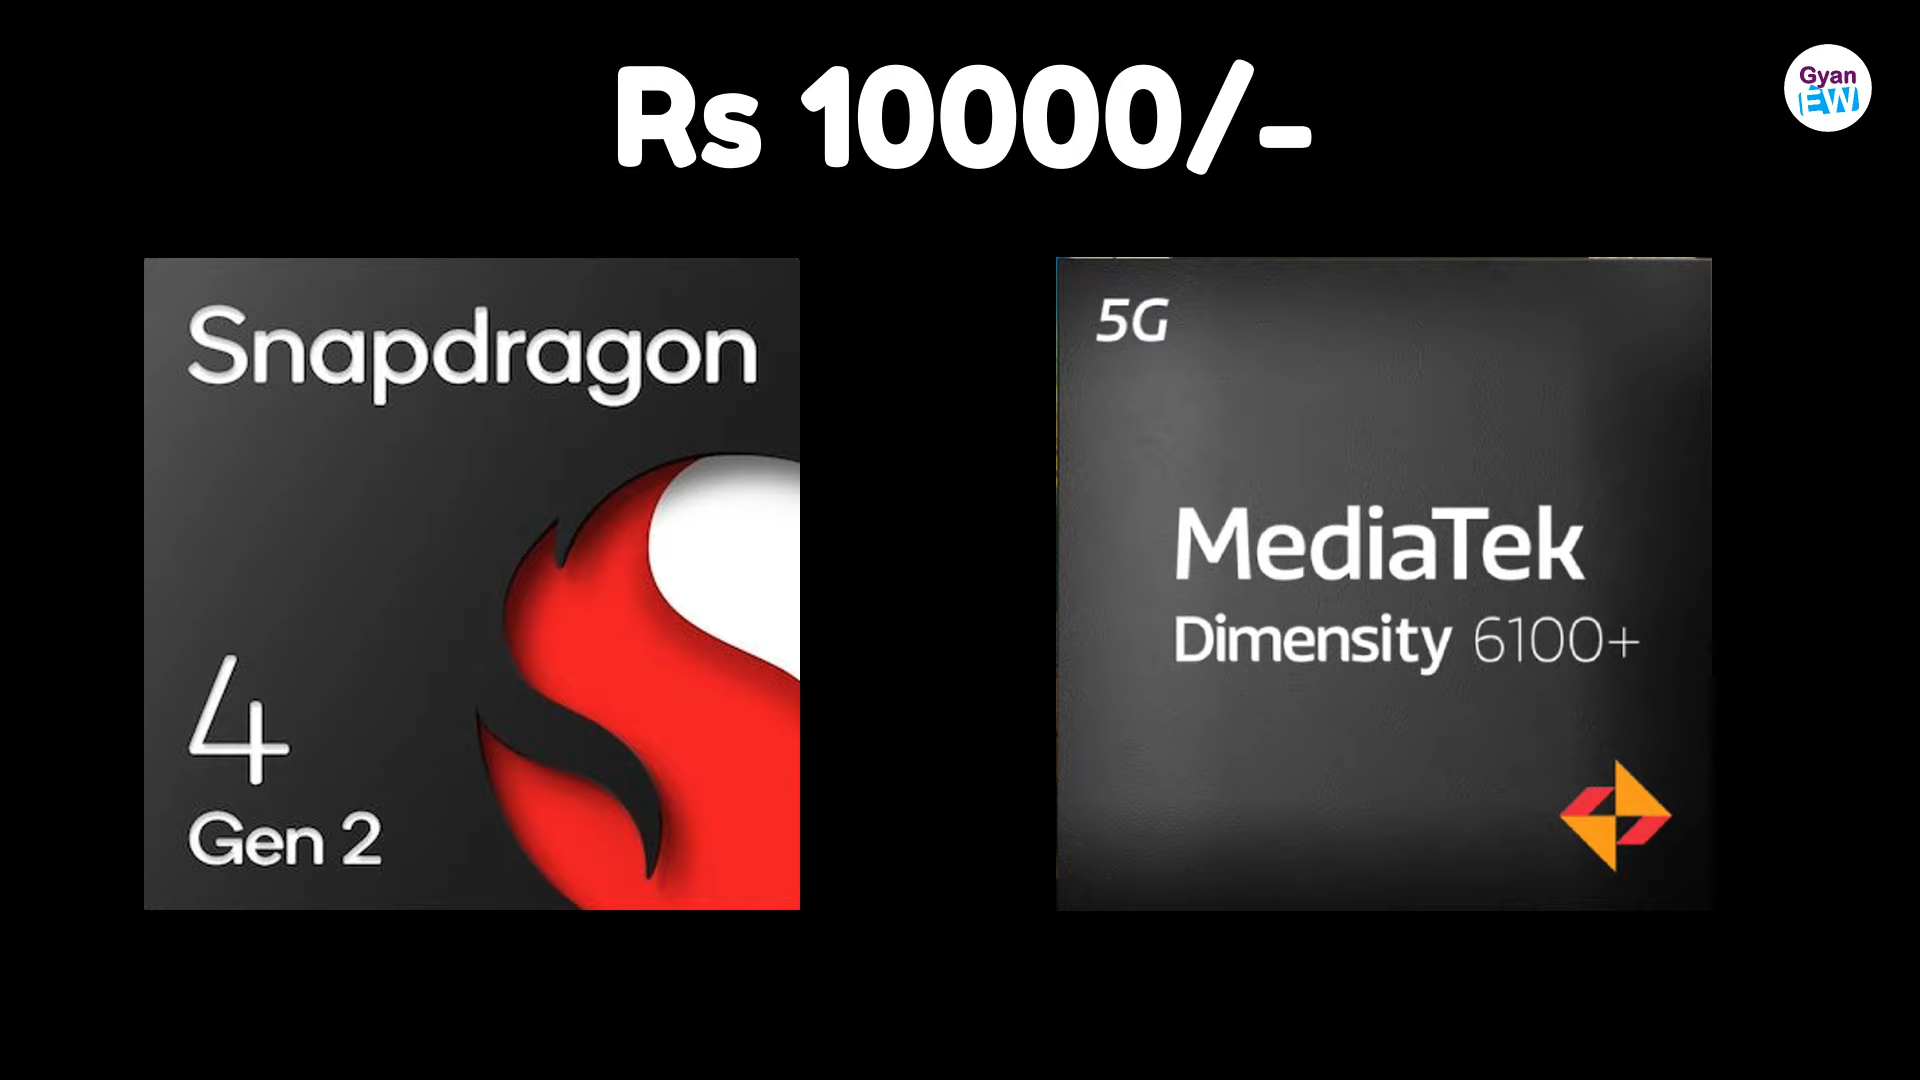 Rs 10000/-
Gyan
EW
Snapdragon
4
Gen 2
5G
MediaTek
Dimensity 6100+